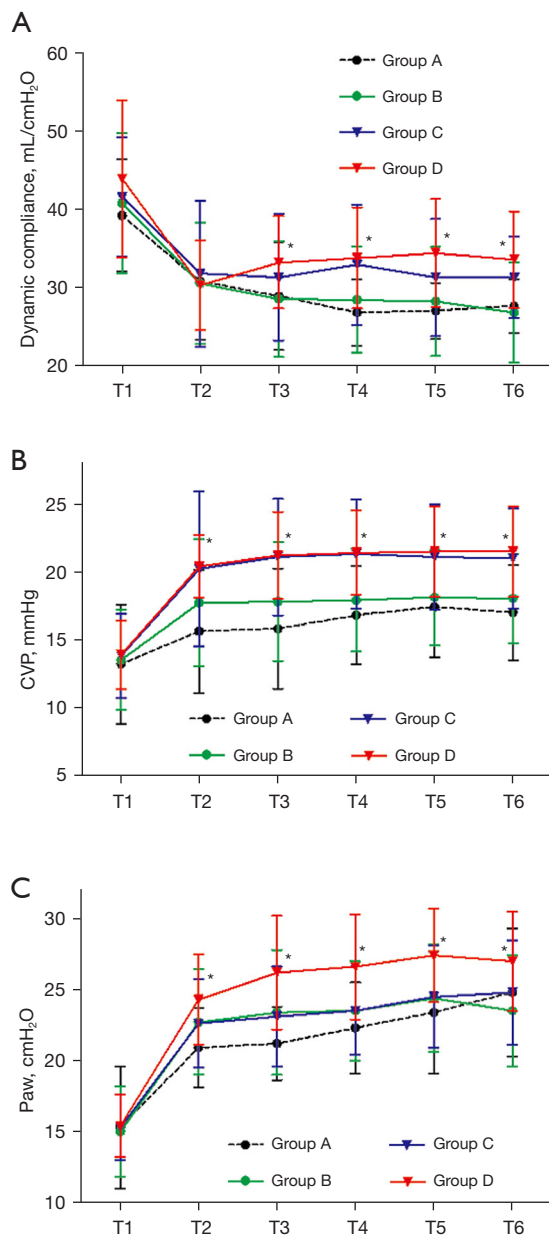 A
Dynamic compliance, mL/cmH₂O
60
50
40
30
20
Group A
Group B
Group C
Group D
*
*
*
*
T1 T2 T3 T4 T5 T6
B
CVP, mmHg
25
20
15
10
5
*
*
*
*
*
Group A Group C
Group B Group D
T1 T2 T3 T4 T5 T6
C
Paw, cmH₂O
30
25
20
15
10
*
*
*
*
*
Group A Group C
Group B Group D
T1 T2 T3 T4 T5 T6